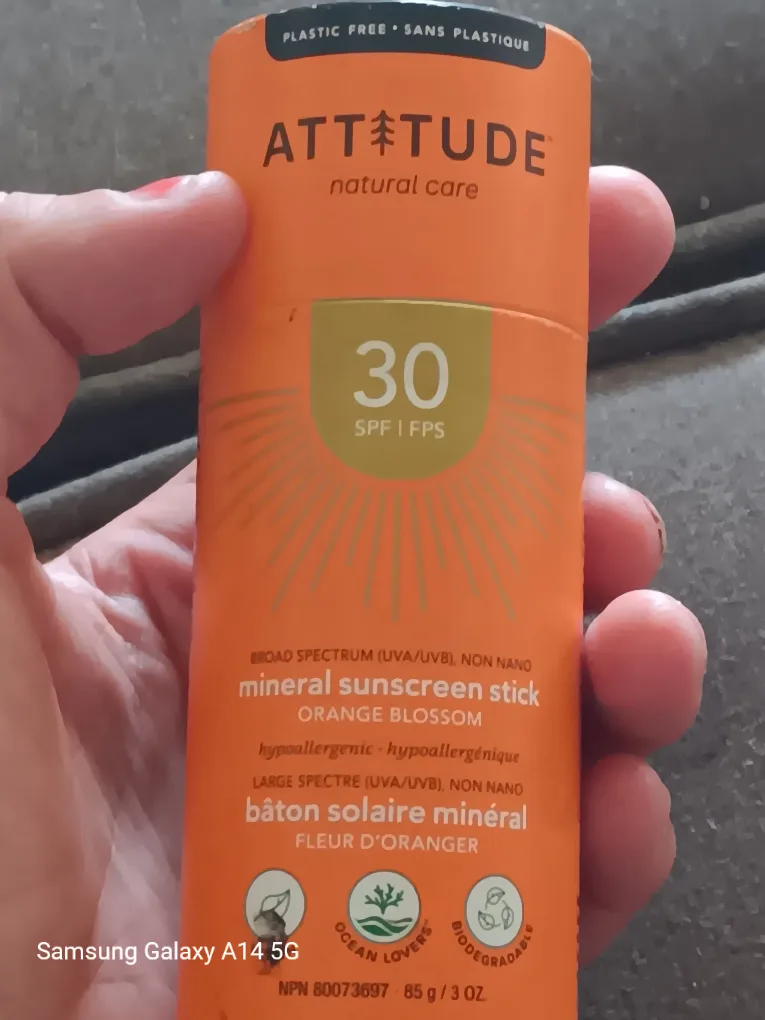 PLASTIC FREE • SANS PLASTIQUE
ATTITUDE™
natural care
30
SPF | FPS
BROAD SPECTRUM (UVA/UVB), NON NANO
mineral sunscreen stick
ORANGE BLOSSOM
hypoallergenic - hypoallergénique
LARGE SPECTRE (UVA/UVB), NON NANO
bâton solaire minéral
FLEUR D'ORANGER
OCEAN LOVERS™
BIODEGRADABLE
Samsung Galaxy A14 5G
NPN 80073697 85 g / 3 OZ.